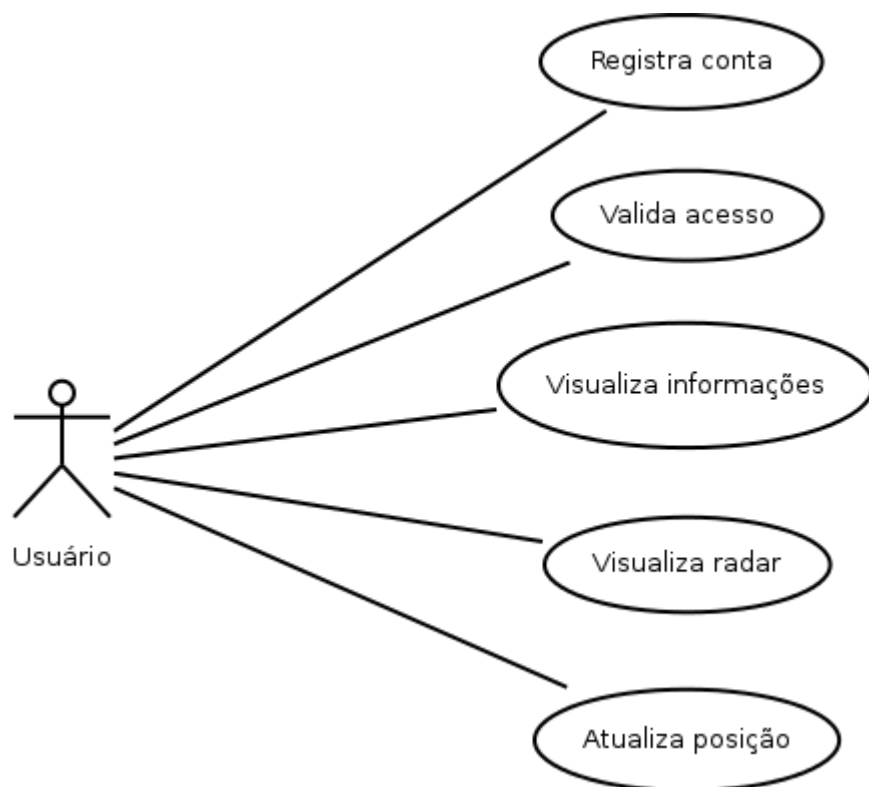 Registra conta
Valida acesso
Visualiza informações
Usuário
Visualiza radar
Atualiza posição